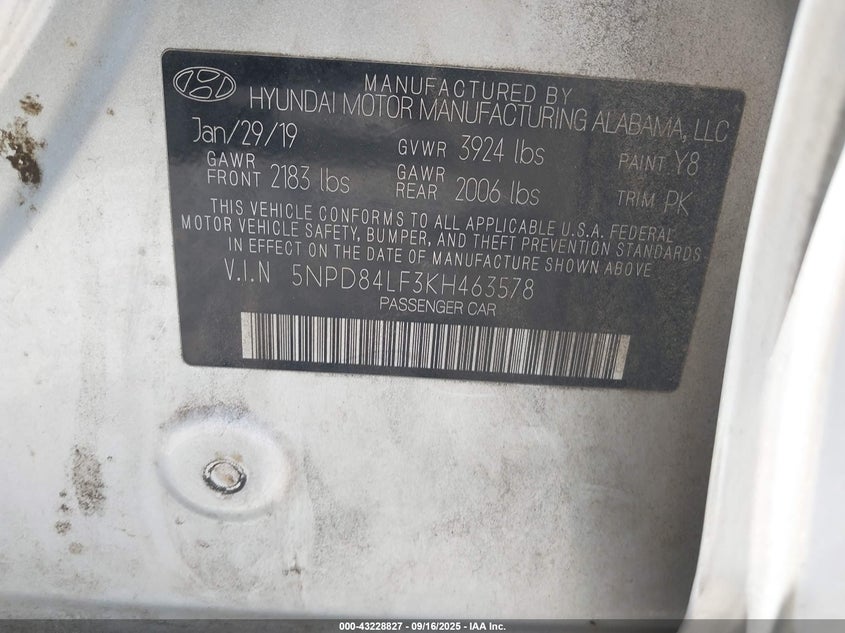 MANUFACTURED BY
HYUNDAI MOTOR MANUFACTURING ALABAMA, LLC
Jan/29/19 GVWR 3924 lbs PAINT Y8
GAWR FRONT 2183 lbs GAWR REAR 2006 lbs TRIM PK
THIS VEHICLE CONFORMS TO ALL APPLICABLE U.S.A. FEDERAL
MOTOR VEHICLE SAFETY, BUMPER, AND THEFT PREVENTION STANDARDS
IN EFFECT ON THE DATE OF MANUFACTURE SHOWN ABOVE
V.I.N 5NPD84LF3KH463578
PASSENGER CAR
000-43228827 - 09/16/2025 - IAA Inc.